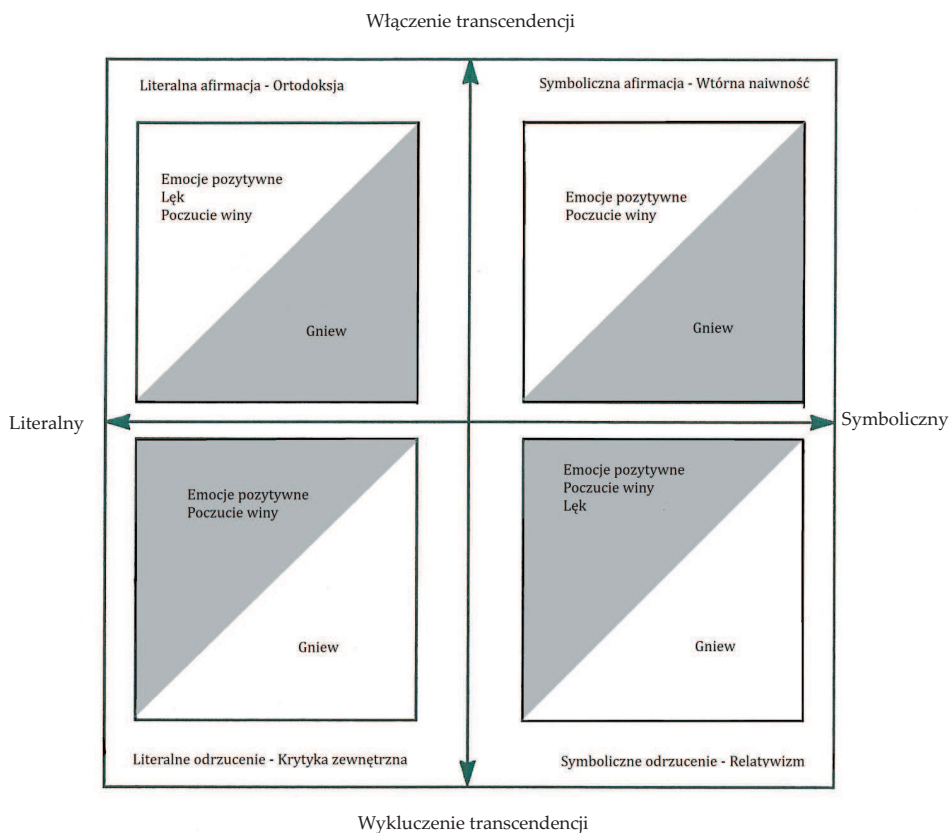 Włączenie transcendencji
Literalna afirmacja - Ortodoksja
Symboliczna afirmacja - Wtórna naiwność
Emocje pozytywne
Lęk
Poczucie winy
Gniew
Emocje pozytywne
Poczucie winy
Gniew
Literalny
Symboliczny
Emocje pozytywne
Poczucie winy
Gniew
Emocje pozytywne
Poczucie winy
Lęk
Gniew
Literalne odrzucenie - Krytyka zewnętrzna
Symboliczne odrzucenie - Relatywizm
Wykluczenie transcendencji